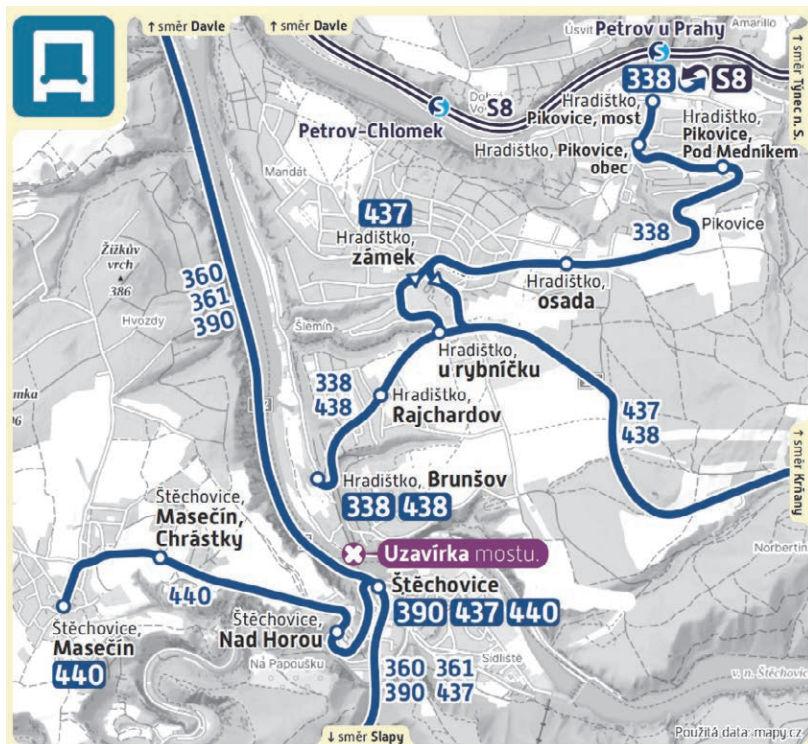 ↑ směr Davle
↑ směr Davle
Úsvit
Petrov u Prahy
Amarillo
↑ směr Týnec n. S.
338 S8
S8
Petrov-Chlomek
Hradištko,
Pikovice, most
Hradištko,
Pikovice,
Pod Medníkem
Hradištko, Pikovice,
obec
Mandát
437
Hradištko,
zámek
338
Pikovice
Žižkův
vrch
386
Hvozdy
360
361
390
Hradištko,
osada
Šlemín
Hradištko,
u rybníčku
338
438
Hradištko,
Rajchardov
437
438
↑ směr Krňany
Hradištko, Brunšov
338 438
Štěchovice,
Masečín,
Chrástky
Uzavírka mostu.
Norbertin
Štěchovice
390 437 440
440
Štěchovice,
Nad Horou
Štěchovice,
Masečín
440
Na Papoušku
Sídliště
360 361
390 437
v. n. Štěchovic
↓ směr Slapy
Použitá data: mapy.cz